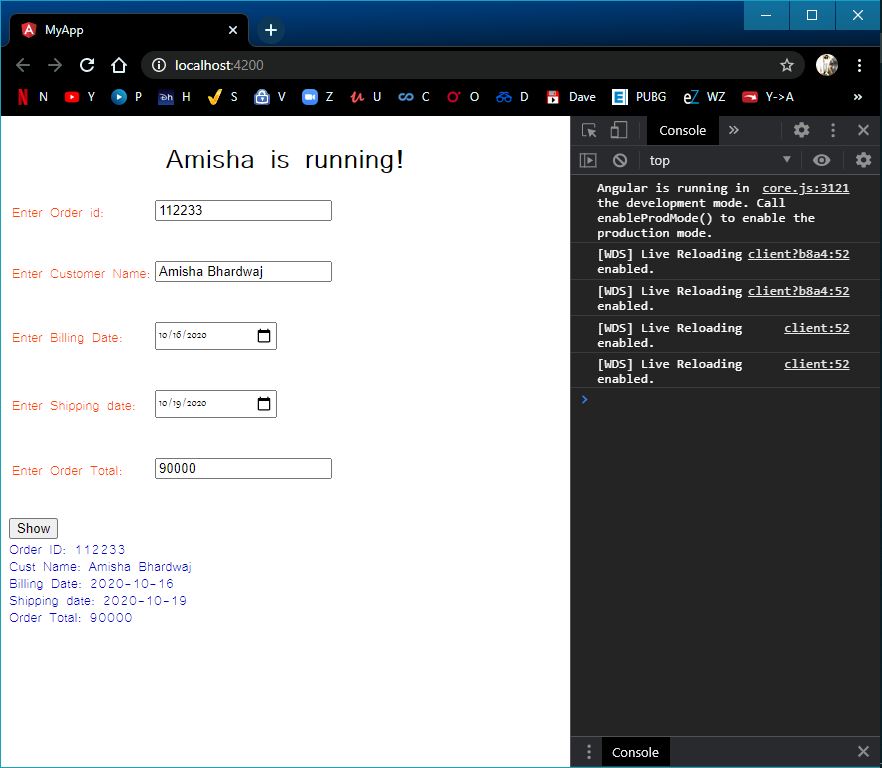 MyApp
localhost:4200
N Y P H S V Z U C O D Dave PUBG eZ WZ Y->A »
Console »
top
Amisha is running!
Enter Order id: 112233
Enter Customer Name: Amisha Bhardwaj
Enter Billing Date: 10/16/2020
Enter Shipping date: 10/19/2020
Enter Order Total: 90000
Show
Order ID: 112233
Cust Name: Amisha Bhardwaj
Billing Date: 2020-10-16
Shipping date: 2020-10-19
Order Total: 90000
Angular is running in core.js:3121
the development mode. Call
enableProdMode() to enable the
production mode.
[WDS] Live Reloading client?b8a4:52
enabled.
[WDS] Live Reloading client?b8a4:52
enabled.
[WDS] Live Reloading client:52
enabled.
[WDS] Live Reloading client:52
enabled.
Console